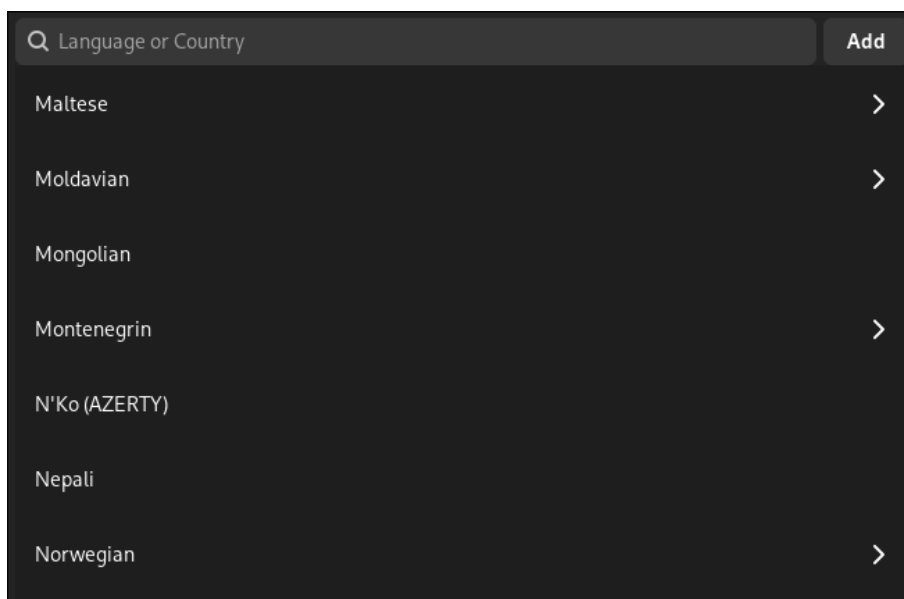 Language or Country
Add
Maltese
Moldavian
Mongolian
Montenegrin
N'Ko (AZERTY)
Nepali
Norwegian